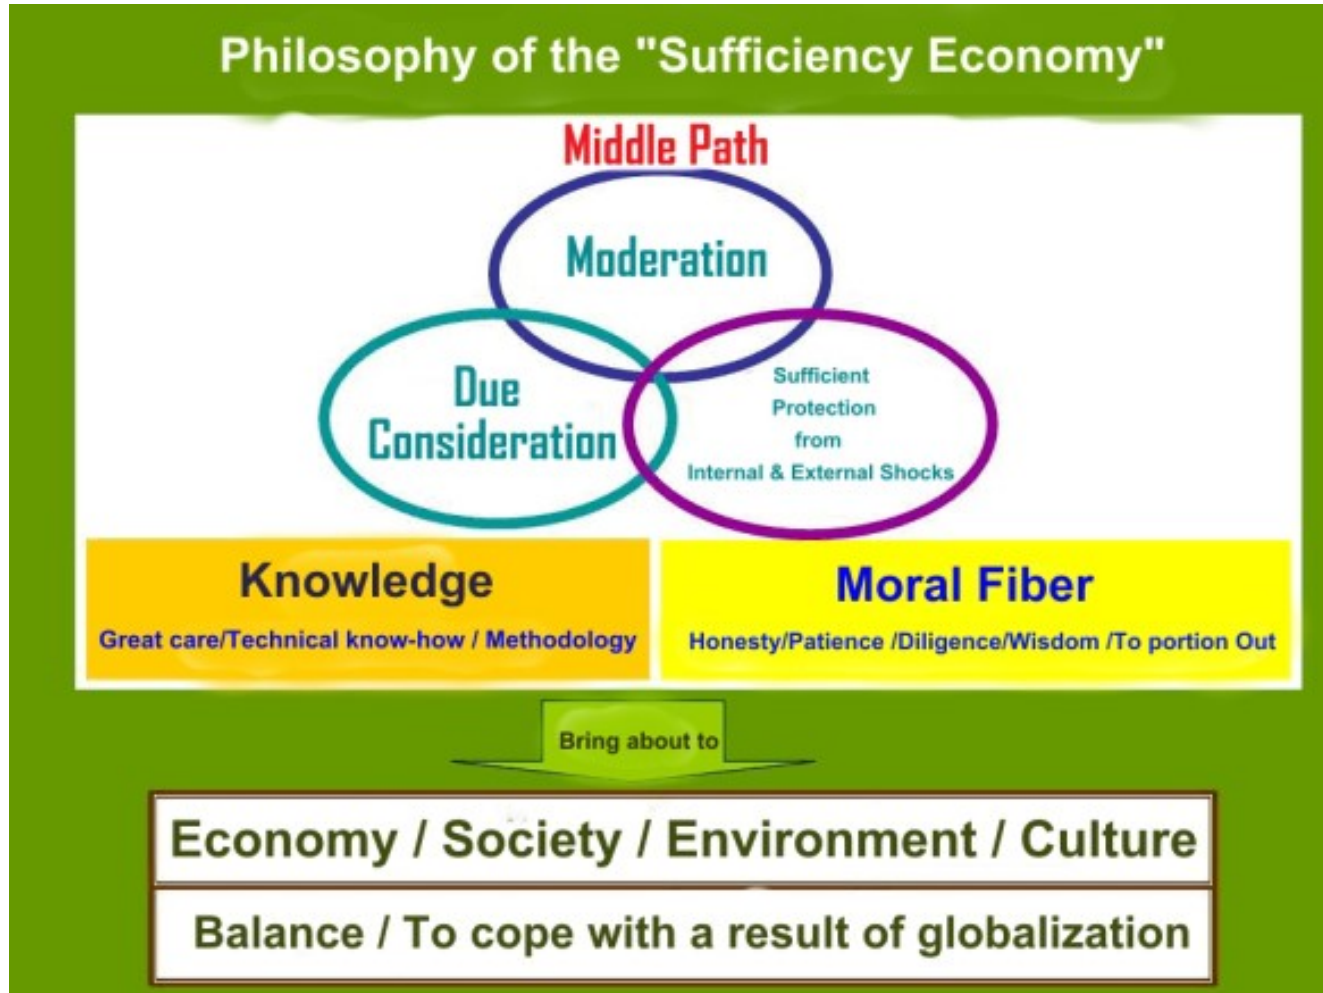 Philosophy of the "Sufficiency Economy"
Middle Path
Moderation
Due
Consideration
Sufficient
Protection
from
Internal & External Shocks
Knowledge
Great care/Technical know-how / Methodology
Moral Fiber
Honesty/Patience /Diligence/Wisdom /To portion Out
Bring about to
Economy / Society / Environment / Culture
Balance / To cope with a result of globalization